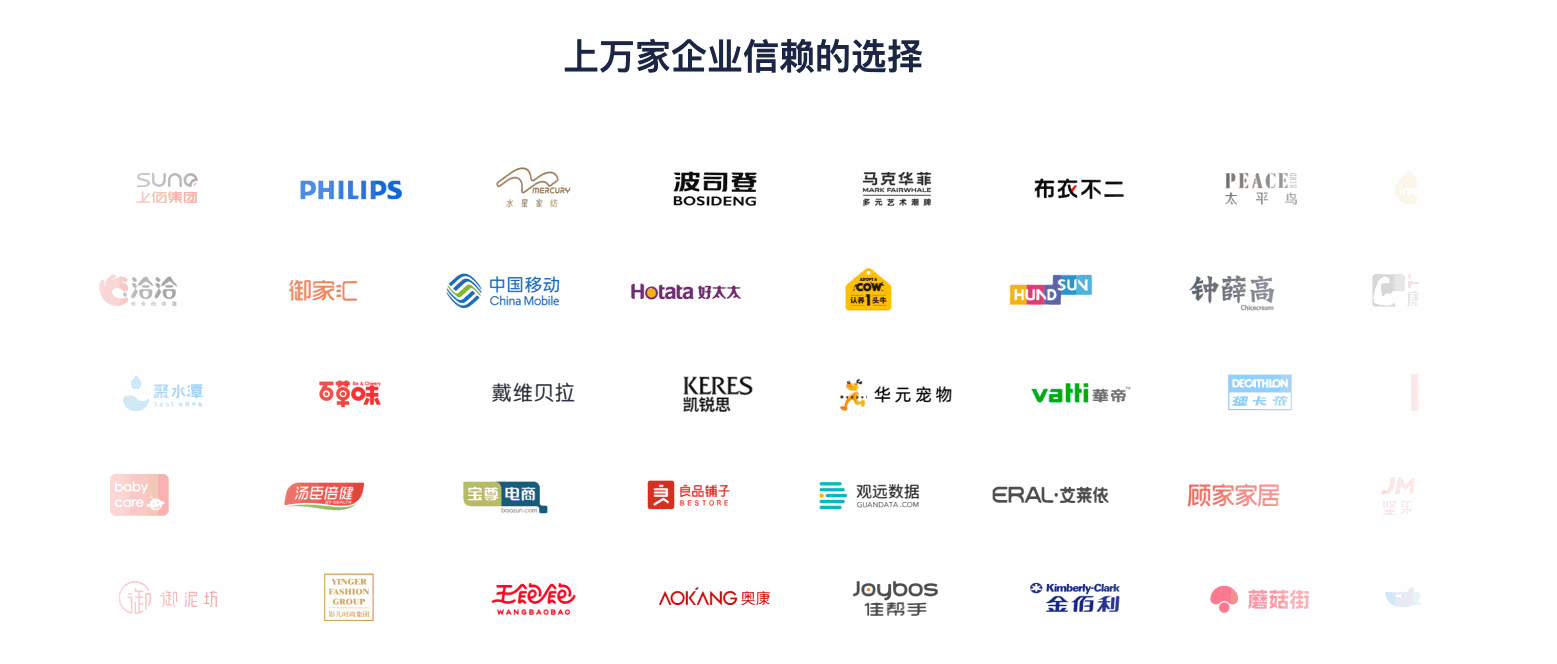 上万家企业信赖的选择
sune
上佰集团
PHILIPS
MERCURY
水星家纺
波司登
BOSIDENG
马克华菲
MARK FAIRWHALE
多元艺术潮牌
布衣不二
PEACE
BIRD
太平鸟
洽洽
御家汇
中国移动
China Mobile
Hotata 好太太
ADOPT A
COW
认养1头牛
HUNDSUN
钟薛高
Chicecream
康
聚水潭
百草味
Be & Cheery
戴维贝拉
KERES
凯锐思
华元宠物
vatti 華帝
DECATHLON
迪卡侬
baby
care
汤臣倍健
BY-HEALTH
宝尊电商
baozun.com
良品铺子
BESTORE
观远数据
GUANDATA.COM
ERAL·艾莱依
顾家家居
JM
御 御泥坊
YINGER
FASHION
GROUP
影儿时尚集团
王饱饱
WANGBAOBAO
AOKANG 奥康
Joybos
佳帮手
Kimberly-Clark
金佰利
蘑菇街